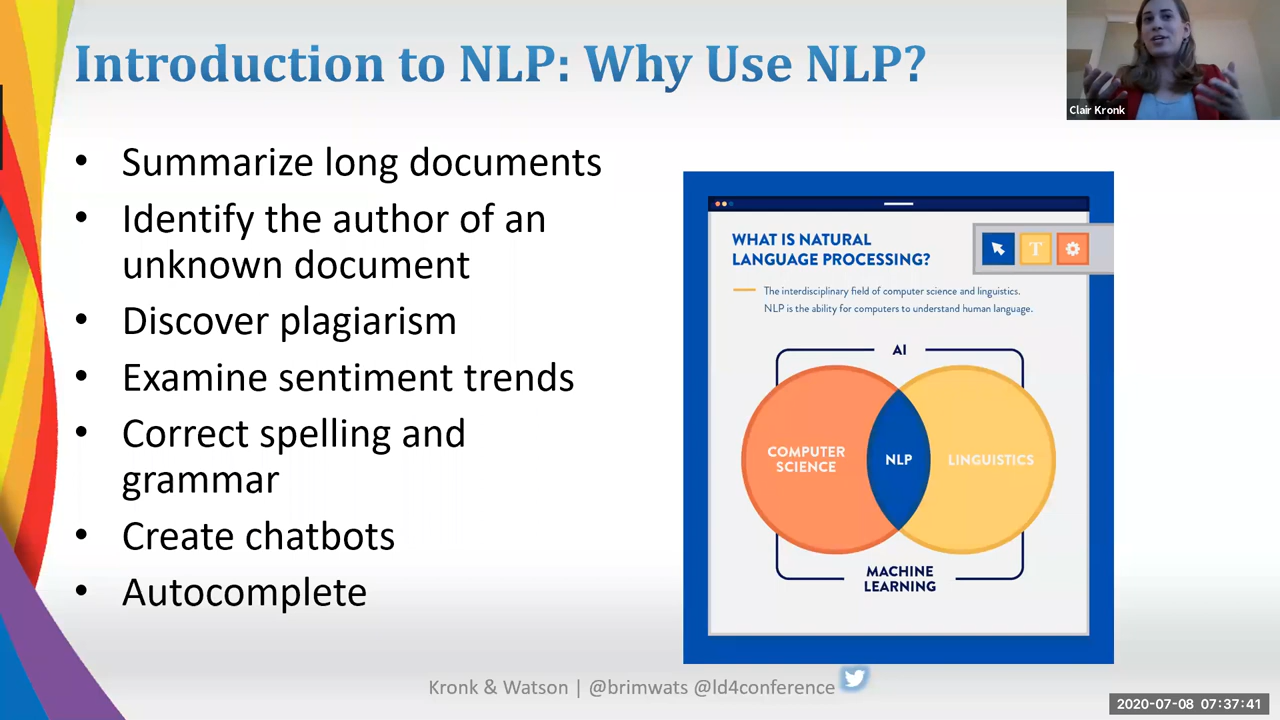 Introduction to NLP: Why Use NLP?
Clair Kronk
• Summarize long documents
• Identify the author of an
unknown document
• Discover plagiarism
• Examine sentiment trends
• Correct spelling and
grammar
• Create chatbots
• Autocomplete
WHAT IS NATURAL
LANGUAGE PROCESSING?
T
The interdisciplinary field of computer science and linguistics.
NLP is the ability for computers to understand human language.
AI
COMPUTER
SCIENCE
NLP
LINGUISTICS
MACHINE
LEARNING
Kronk & Watson | @brimwats @ld4conference
2020-07-08 07:37:41